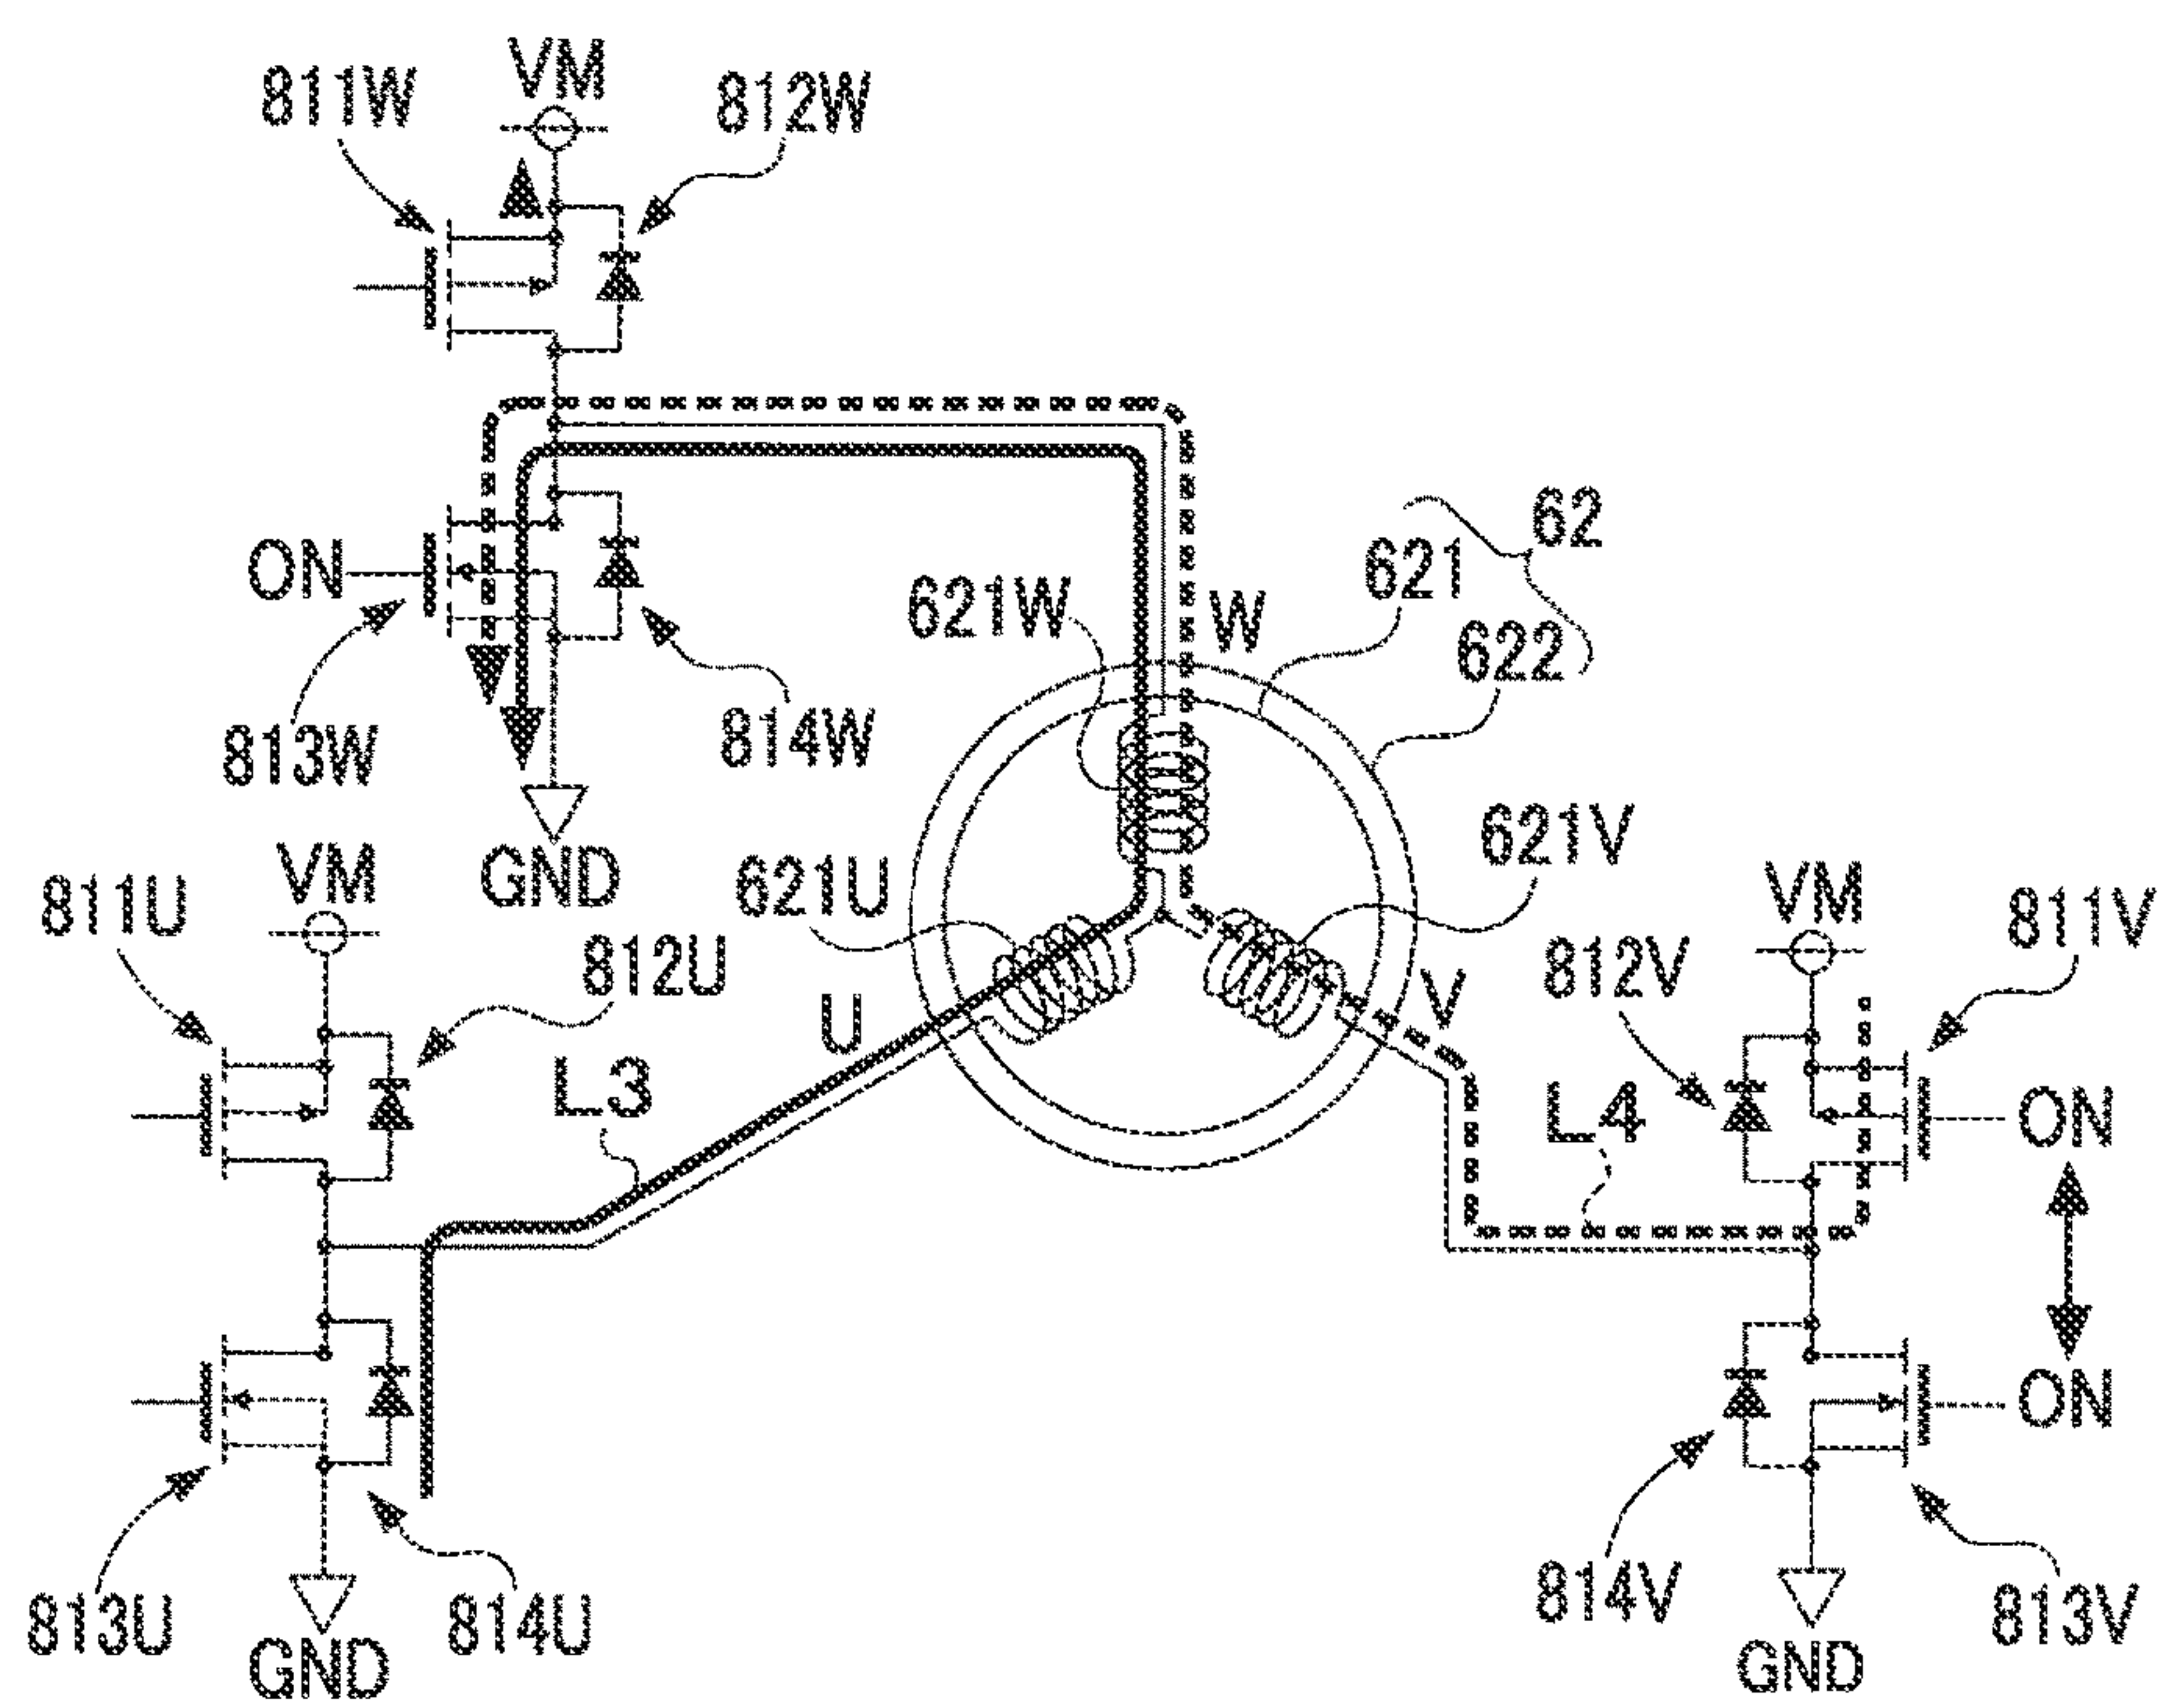 811W VM 812W
62
ON 621
621W W 622
813W 814W
VM GND 621V
811U 621U VM 811V
812U U V 812V
L3 L4 ON
ON
813U 814U 814V 813V
GND GND